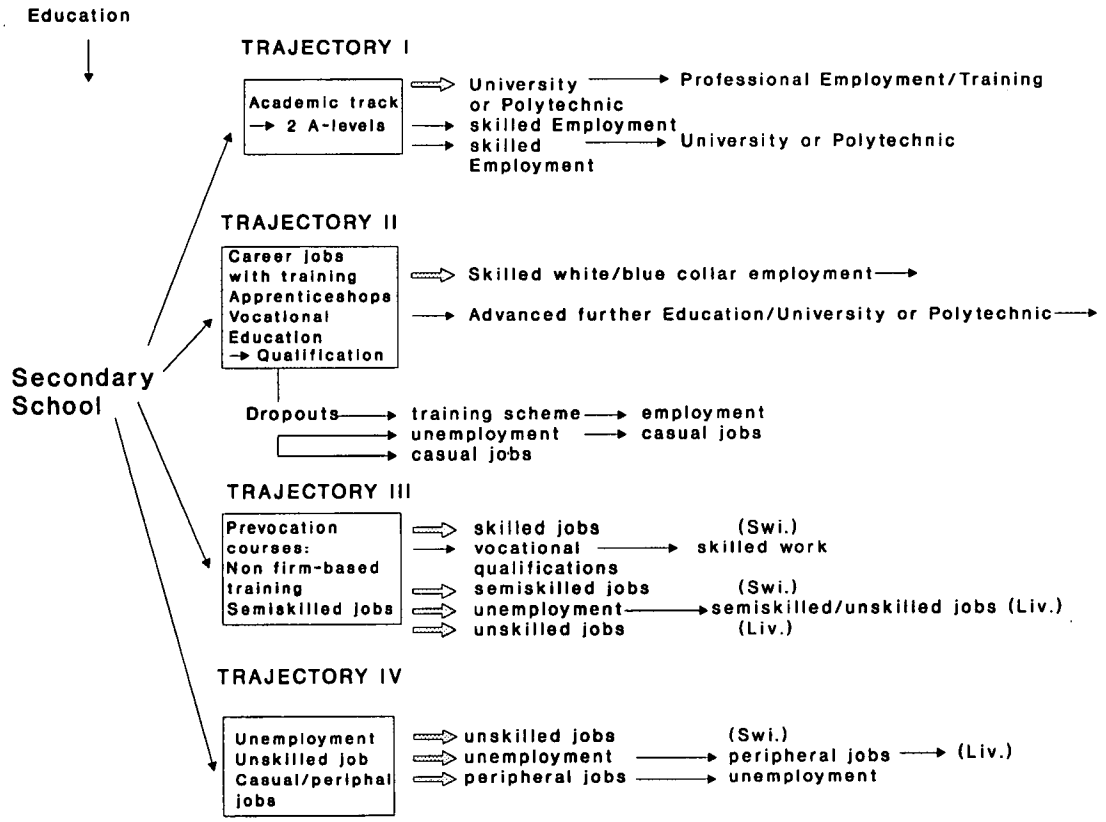 Education
TRAJECTORY I
Academic track
→ 2 A-levels
University → Professional Employment/Training
or Polytechnic
→ skilled Employment
→ skilled → University or Polytechnic
Employment
TRAJECTORY II
Career jobs
with training
Apprenticeshops
Vocational
Education
→ Qualification
Skilled white/blue collar employment →
→ Advanced further Education/University or Polytechnic →
Secondary
School
Dropouts → training scheme → employment
→ unemployment → casual jobs
→ casual jobs
TRAJECTORY III
Prevocation
courses:
Non firm-based
training
Semiskilled jobs
skilled jobs (Swi.)
→ vocational → skilled work
qualifications
semiskilled jobs (Swi.)
unemployment → semiskilled/unskilled jobs (Liv.)
unskilled jobs (Liv.)
TRAJECTORY IV
Unemployment
Unskilled job
Casual/periphal
jobs
unskilled jobs (Swi.)
unemployment → peripheral jobs → (Liv.)
peripheral jobs → unemployment